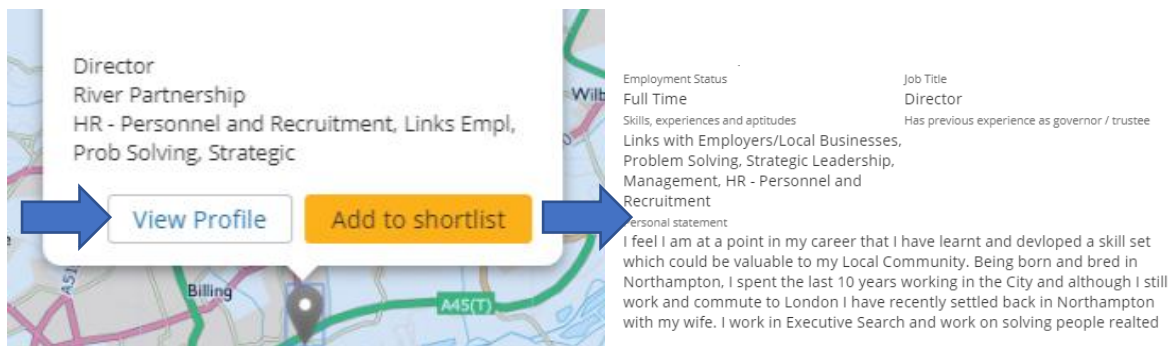 Director
River Partnership
HR - Personnel and Recruitment, Links Empl,
Prob Solving, Strategic
View Profile
Add to shortlist
Wilb
A51
Billing
A45(T)
Employment Status
Full Time
Job Title
Director
Skills, experiences and aptitudes
Has previous experience as governor / trustee
Links with Employers/Local Businesses,
Problem Solving, Strategic Leadership,
Management, HR - Personnel and
Recruitment
ersonal statement
I feel I am at a point in my career that I have learnt and devloped a skill set
which could be valuable to my Local Community. Being born and bred in
Northampton, I spent the last 10 years working in the City and although I still
work and commute to London I have recently settled back in Northampton
with my wife. I work in Executive Search and work on solving people realted